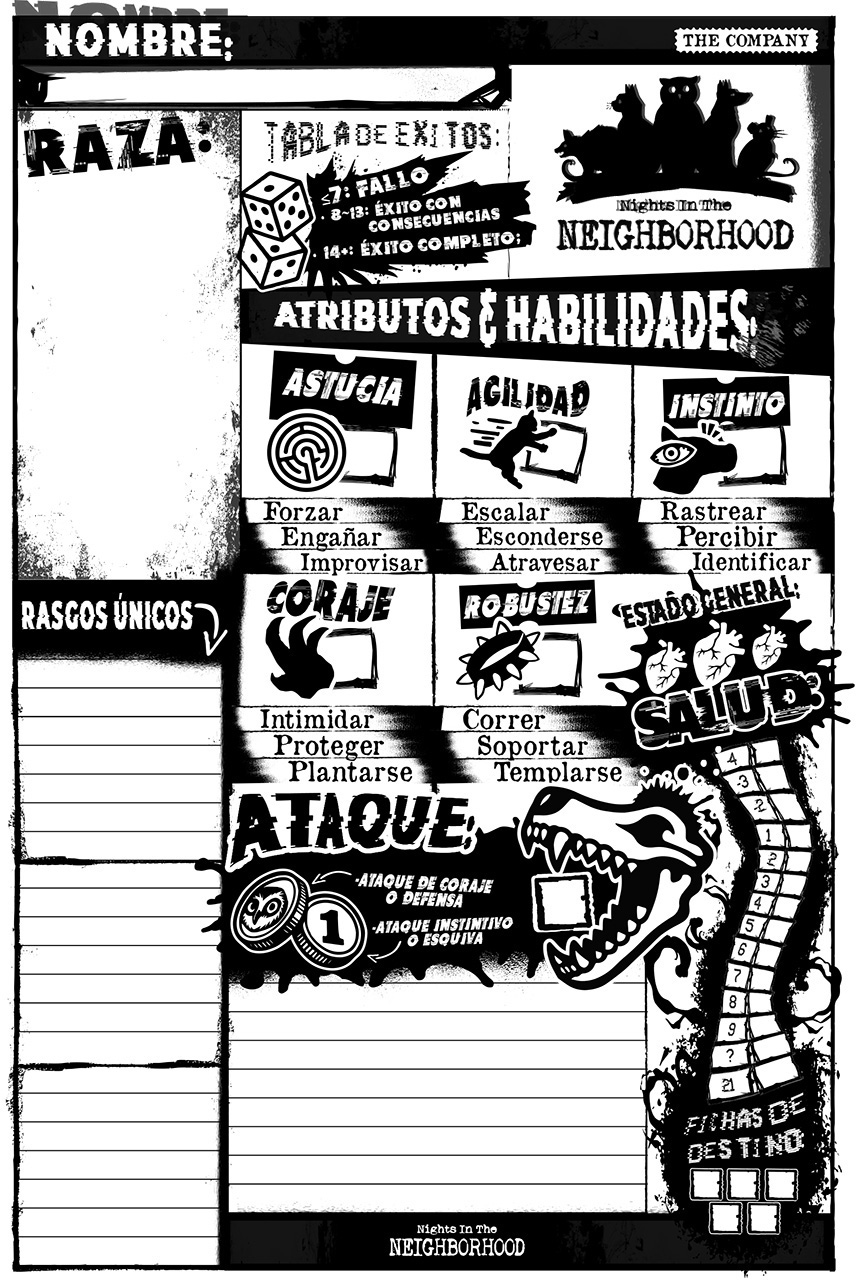 NOMBRE
NOMBRE:
THE COMPANY
RAZA:
TABLA DE EXITOS:
≤7: FALLO
· 8~13: ÉXITO CON
CONSECUENCIAS
· 14+: ÉXITO COMPLETO:
Nights In The
NEIGHBORHOOD
ATRIBUTOS & HABILIDADES:
ASTUCIA
AGILIDAD
INSTINTO
Forzar
Engañar
Improvisar
Escalar
Esconderse
Atravesar
Rastrear
Percibir
Identificar
RASGOS ÚNICOS
CORAJE
ROBUSTEZ
ESTADO GENERAL:
SALUD:
Intimidar
Proteger
Plantarse
Correr
Soportar
Templarse
ATAQUE:
-ATAQUE DE CORAJE
O DEFENSA
1
-ATAQUE INSTINTIVO
O ESQUIVA
-4
-3
-2
1
2
3
4
5
6
7
8
9
?
21
FICHAS DE
DESTINO
Nights In The
NEIGHBORHOOD